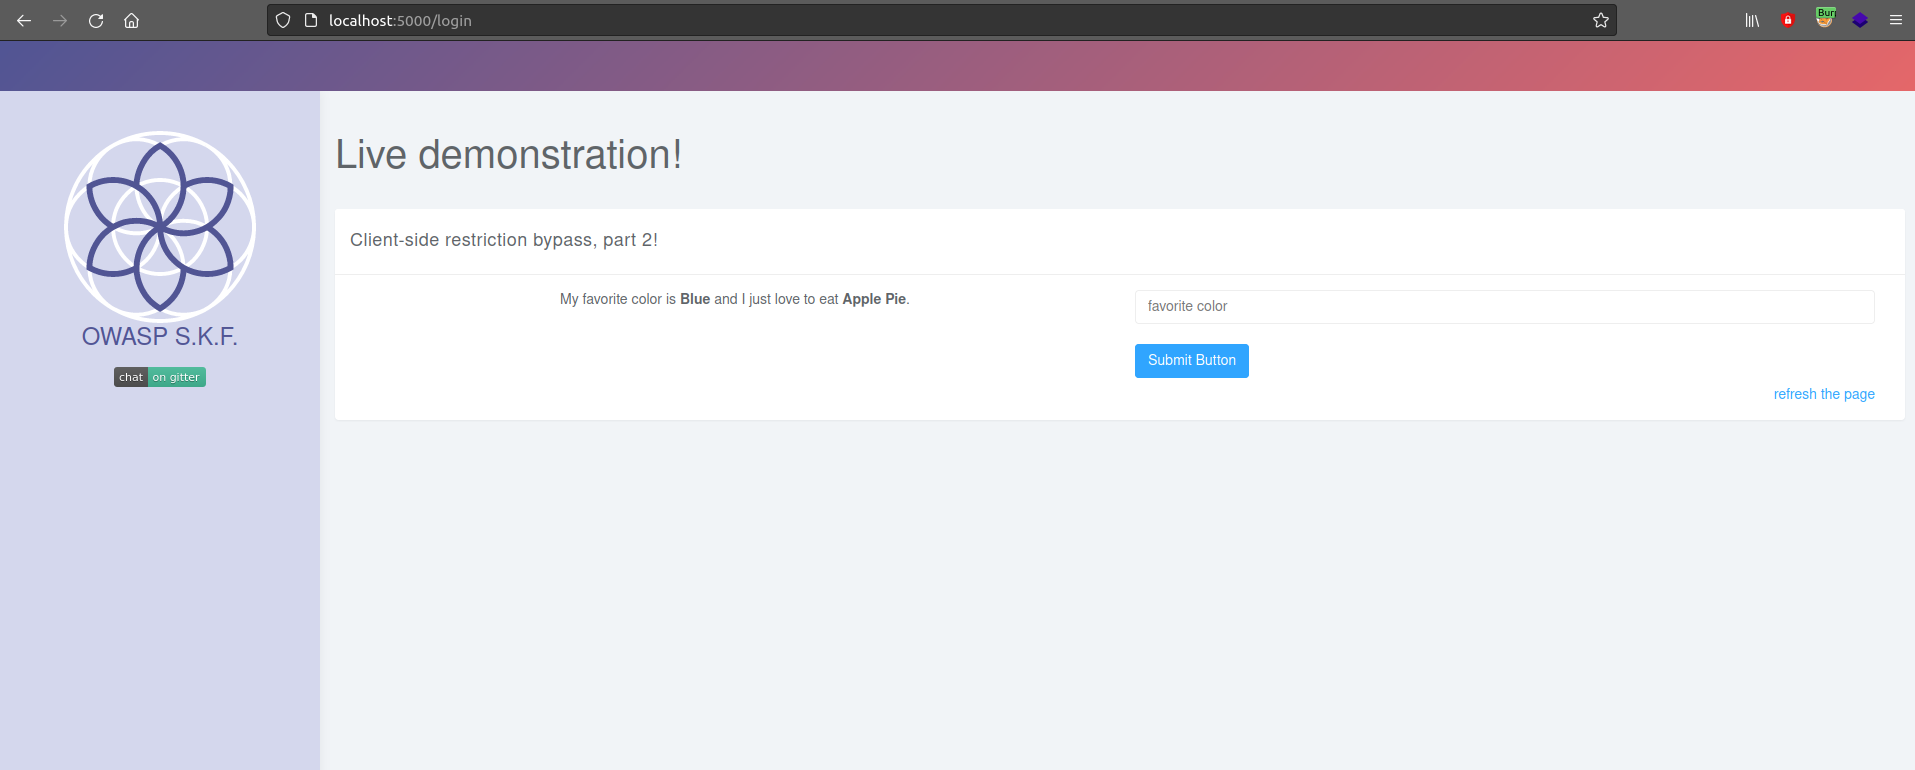 localhost:5000/login
Burp
Live demonstration!
Client-side restriction bypass, part 2!
My favorite color is Blue and I just love to eat Apple Pie.
favorite color
Submit Button
refresh the page
OWASP S.K.F.
chat on gitter